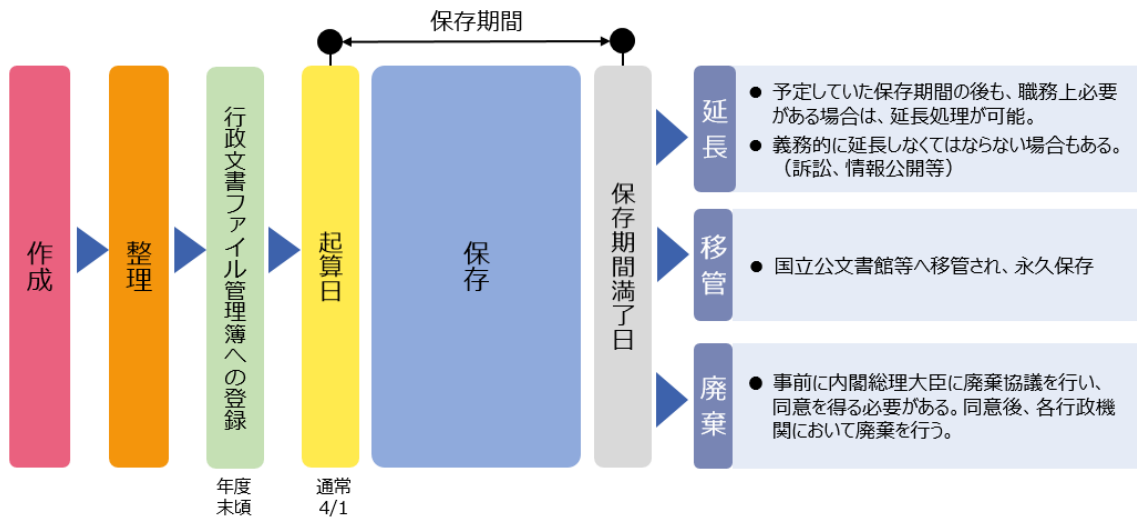 保存期間
作成
整理
行政文書ファイル管理簿への登録
年度
末頃
起算日
通常
4/1
保存
保存期間満了日
延長
● 予定していた保存期間の後も、職務上必要
がある場合は、延長処理が可能。
● 義務的に延長しなくてはならない場合もある。
（訴訟、情報公開等）
移管
● 国立公文書館等へ移管され、永久保存
廃棄
● 事前に内閣総理大臣に廃棄協議を行い、
同意を得る必要がある。同意後、各行政機
関において廃棄を行う。